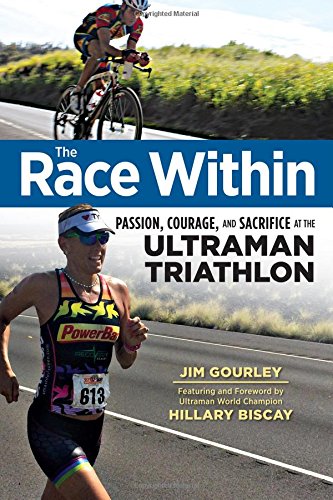 The
Race Within
PASSION, COURAGE, AND SACRIFICE AT THE
ULTRAMAN
TRIATHLON
JIM GOURLEY
Featuring and Foreword by
Ultraman World Champion
HILLARY BISCAY
PowerBa
613